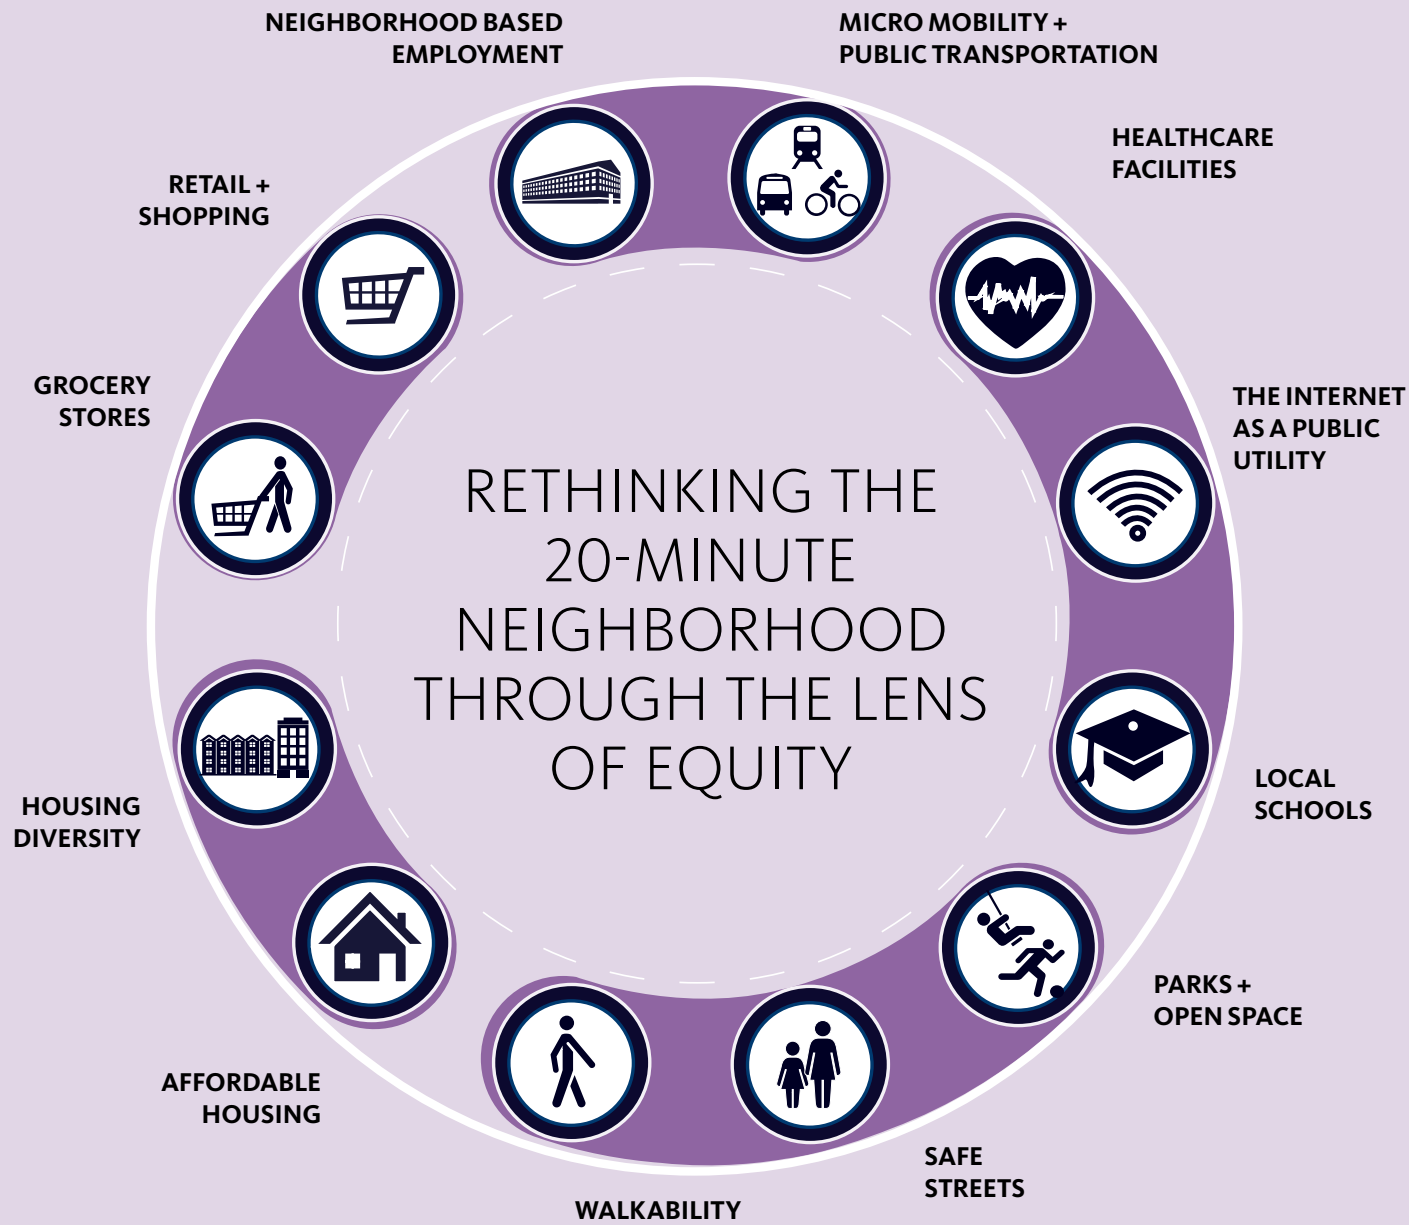 NEIGHBORHOOD BASED
EMPLOYMENT
MICRO MOBILITY +
PUBLIC TRANSPORTATION
HEALTHCARE
FACILITIES
RETAIL +
SHOPPING
GROCERY
STORES
THE INTERNET
AS A PUBLIC
UTILITY
RETHINKING THE
20-MINUTE
NEIGHBORHOOD
THROUGH THE LENS
OF EQUITY
HOUSING
DIVERSITY
LOCAL
SCHOOLS
PARKS +
OPEN SPACE
AFFORDABLE
HOUSING
SAFE
STREETS
WALKABILITY